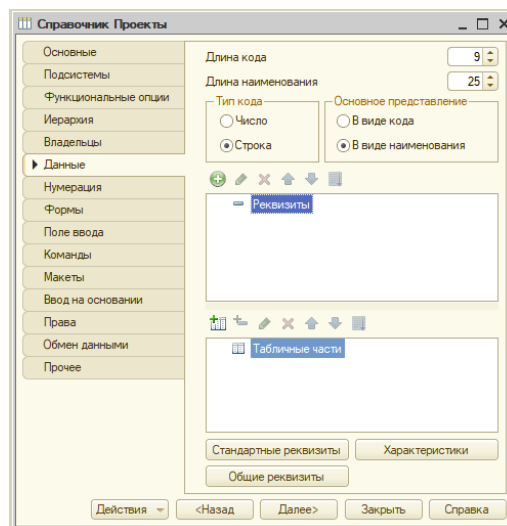 Справочник Проекты
Основные
Подсистемы
Функциональные опции
Иерархия
Владельцы
Данные
Нумерация
Формы
Поле ввода
Команды
Макеты
Ввод на основании
Права
Обмен данными
Прочее
Длина кода 9
Длина наименования 25
Тип кода
Число
Строка
Основное представление
В виде кода
В виде наименования
Реквизиты
Табличные части
Стандартные реквизиты Характеристики
Общие реквизиты
Действия <Назад Далее> Закрыть Справка